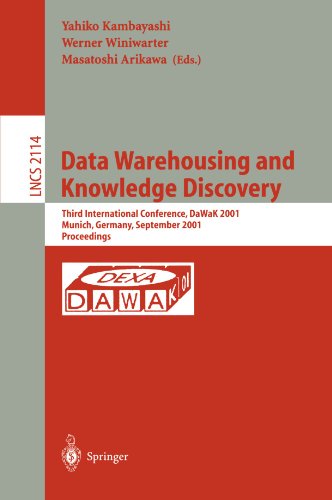 Yahiko Kambayashi
Werner Winiwarter
Masatoshi Arikawa (Eds.)
LNCS 2114
Data Warehousing and
Knowledge Discovery
Third International Conference, DaWaK 2001
Munich, Germany, September 2001
Proceedings
DEXA
DAWAK 01
Springer